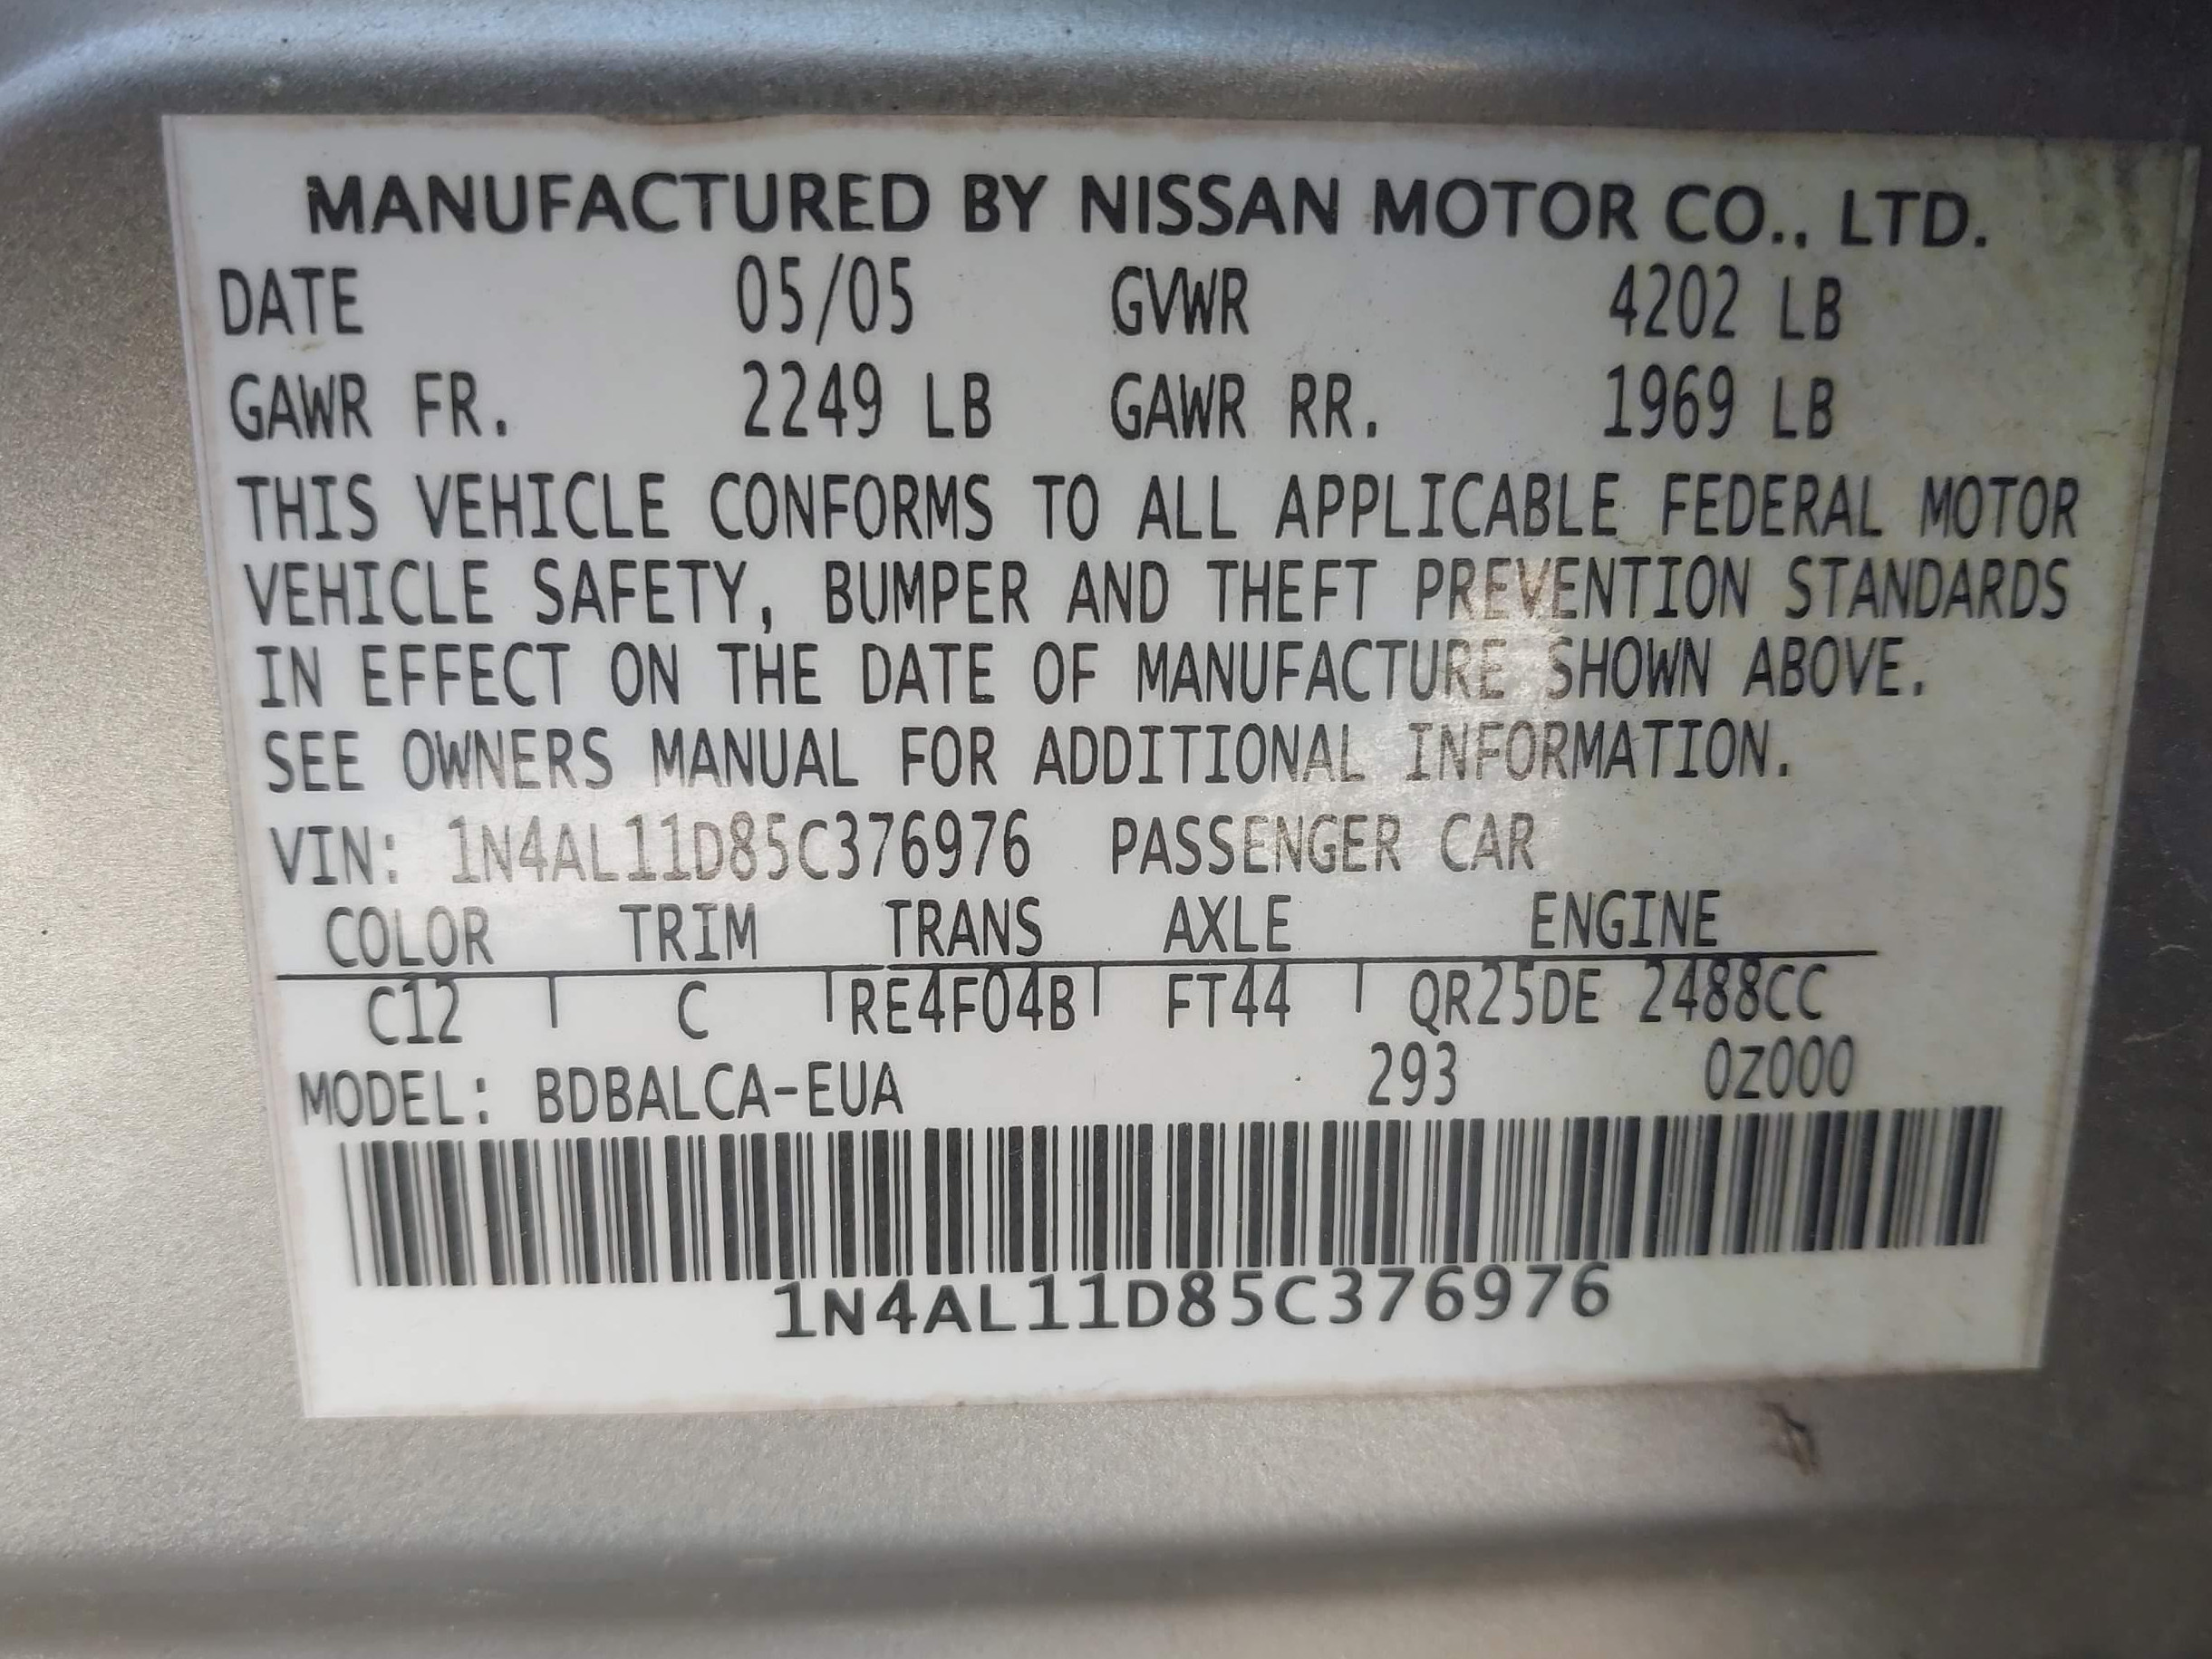 MANUFACTURED BY NISSAN MOTOR CO., LTD.
DATE 05/05 GVWR 4202 LB
GAWR FR. 2249 LB GAWR RR. 1969 LB
THIS VEHICLE CONFORMS TO ALL APPLICABLE FEDERAL MOTOR
VEHICLE SAFETY, BUMPER AND THEFT PREVENTION STANDARDS
IN EFFECT ON THE DATE OF MANUFACTURE SHOWN ABOVE.
SEE OWNERS MANUAL FOR ADDITIONAL INFORMATION.
VIN: 1N4AL11D85C376976 PASSENGER CAR
COLOR TRIM TRANS AXLE ENGINE
C12 C RE4F04B FT44 QR25DE 2488CC
MODEL: BDBALCA-EUA 293 0Z000
1N4AL11D85C376976